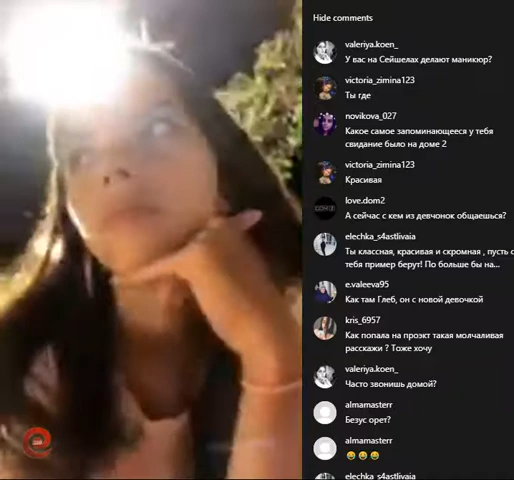 Hide comments
valeriya.koen_
У вас на Сейшелах делают маникюр?
victoria_zimina123
Ты где
novikova_027
Какое самое запоминающееся у тебя
свидание было на доме 2
victoria_zimina123
Красивая
love.dom2
А сейчас с кем из девчонок общаешься?
elechka_s4astlivaia
Ты классная, красивая и скромная , пусть с
тебя пример берут! По больше бы на...
e.valeeva95
Как там Глеб, он с новой девочкой
kris_6957
Как попала на проэкт такая молчаливая
расскажи ? Тоже хочу
valeriya.koen_
Часто звонишь домой?
almamasterr
Безус орет?
almamasterr
😂😂😂
elechka_s4astlivaia